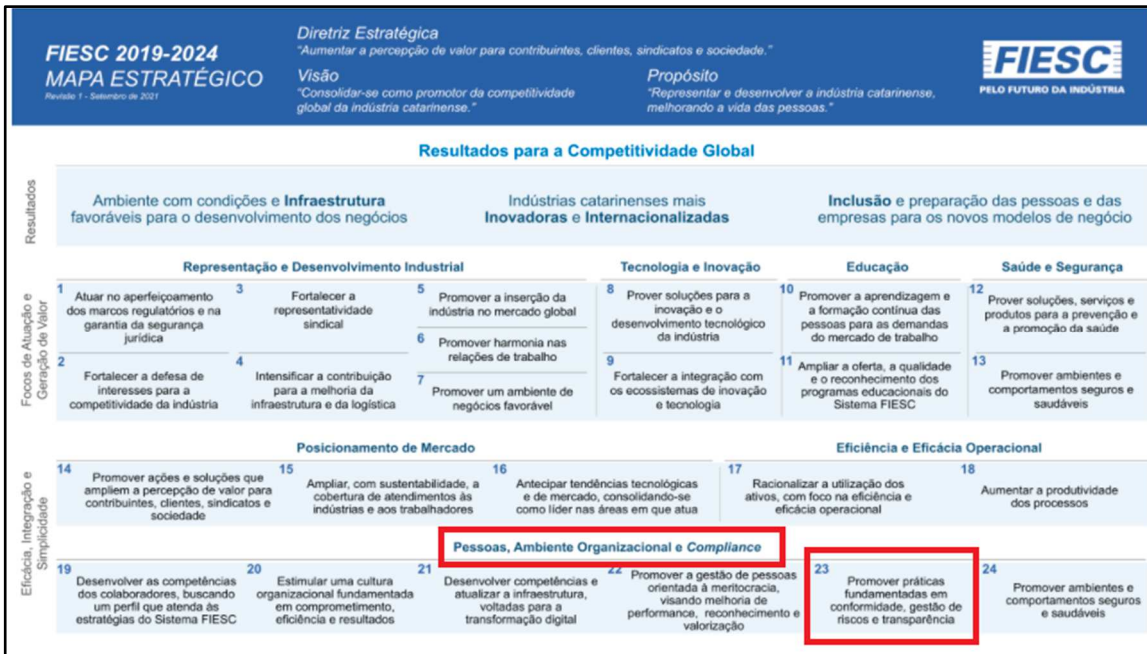 FIESC 2019-2024
MAPA ESTRATÉGICO
Revisão 1 - Setembro de 2021
Diretriz Estratégica
"Aumentar a percepção de valor para contribuintes, clientes, sindicatos e sociedade."
Visão
"Consolidar-se como promotor da competitividade
global da indústria catarinense."
Propósito
"Representar e desenvolver a indústria catarinense,
melhorando a vida das pessoas."
FIESC
PELO FUTURO DA INDÚSTRIA
Resultados para a Competitividade Global
Resultados
Ambiente com condições e Infraestrutura
favoráveis para o desenvolvimento dos negócios
Indústrias catarinenses mais
Inovadoras e Internacionalizadas
Inclusão e preparação das pessoas e das
empresas para os novos modelos de negócio
Focos de Atuação e
Geração de Valor
Representação e Desenvolvimento Industrial
1
Atuar no aperfeiçoamento
dos marcos regulatórios e na
garantia da segurança
jurídica
2
Fortalecer a defesa de
interesses para a
competitividade da indústria
3
Fortalecer a
representatividade
sindical
4
Intensificar a contribuição
para a melhoria da
infraestrutura e da logística
5
Promover a inserção da
indústria no mercado global
6
Promover harmonia nas
relações de trabalho
7
Promover um ambiente de
negócios favorável
Tecnologia e Inovação
8
Prover soluções para a
inovação e o
desenvolvimento tecnológico
da indústria
9
Fortalecer a integração com
os ecossistemas de inovação
e tecnologia
Educação
10
Promover a aprendizagem e
a formação contínua das
pessoas para as demandas
do mercado de trabalho
11
Ampliar a oferta, a qualidade
e o reconhecimento dos
programas educacionais do
Sistema FIESC
Saúde e Segurança
12
Prover soluções, serviços e
produtos para a prevenção e
a promoção da saúde
13
Promover ambientes e
comportamentos seguros e
saudáveis
Eficácia, Integração e
Simplicidade
Posicionamento de Mercado
14
Promover ações e soluções que
ampliem a percepção de valor para
contribuintes, clientes, sindicatos e
sociedade
15
Ampliar, com sustentabilidade, a
cobertura de atendimentos às
indústrias e aos trabalhadores
16
Antecipar tendências tecnológicas
e de mercado, consolidando-se
como líder nas áreas em que atua
Eficiência e Eficácia Operacional
17
Racionalizar a utilização dos
ativos, com foco na eficiência e
eficácia operacional
18
Aumentar a produtividade
dos processos
Pessoas, Ambiente Organizacional e Compliance
19
Desenvolver as competências
dos colaboradores, buscando
um perfil que atenda às
estratégias do Sistema FIESC
20
Estimular uma cultura
organizacional fundamentada
em comprometimento,
eficiência e resultados
21
Desenvolver competências e
atualizar a infraestrutura,
voltadas para a
transformação digital
22
Promover a gestão de pessoas
orientada à meritocracia,
visando melhoria de
performance, reconhecimento e
valorização
23
Promover práticas
fundamentadas em
conformidade, gestão de
riscos e transparência
24
Promover ambientes e
comportamentos seguros
e saudáveis